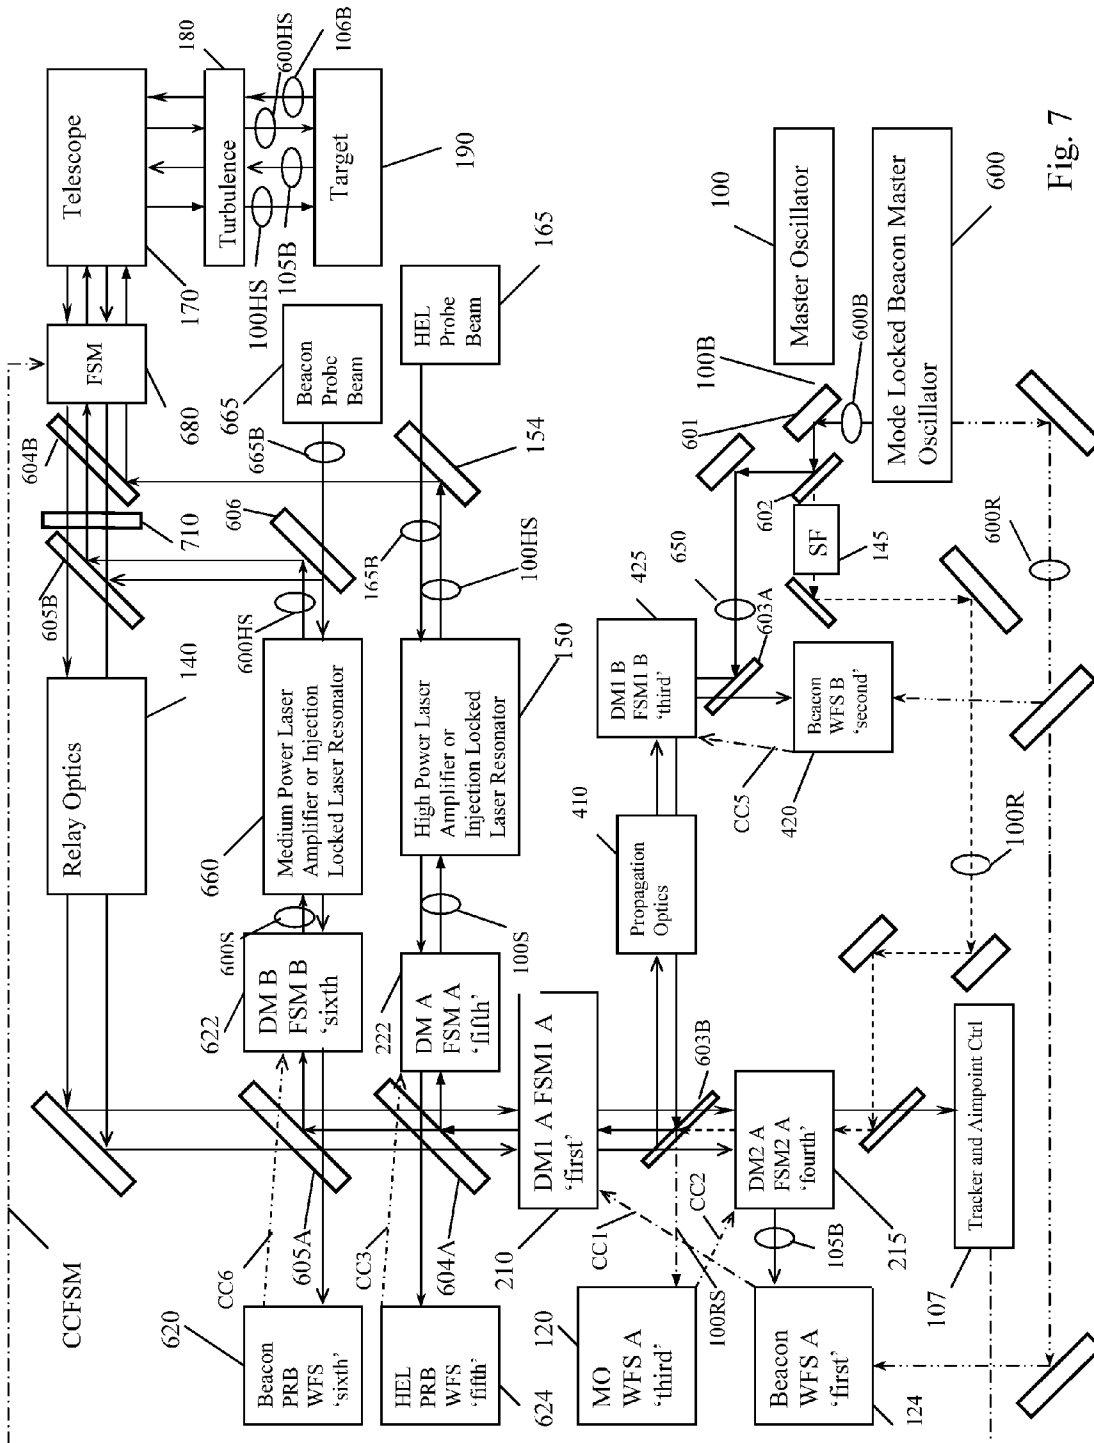 Telescope
170
Turbulence
180
100HS
105B
600HS
106B
Target
190
FSM
680
604B
710
605B
Relay Optics
140
CCFSM
Beacon
Probe
Beam
665
665B
606
600HS
Medium Power Laser
Amplifier or Injection
Locked Laser Resonator
660
600S
DM B
FSM B
‘sixth
622
605A
CC6
Beacon
PRB
WFS
‘sixth’
620
HEL
Probe
Beam
165
154
165B
100HS
High Power Laser
Amplifier or
Injection Locked
Laser Resonator
150
100S
DM A
FSM A
‘fifth’
222
604A
CC3
HEL
PRB
WFS
‘fifth’
624
DM1 A FSM1 A
‘first’
210
Propagation
Optics
410
DM1 B
FSM1 B
‘third’
425
650
603A
Beacon
WFS B
‘second’
420
CC5
603B
DM2 A
FSM2 A
‘fourth’
215
CC1
CC2
100RS
105B
MO
WFS A
‘third’
120
Beacon
WFS A
‘first’
124
Tracker and Aimpoint Ctrl
107
Master Oscillator
100
100B
601
602
SF
145
600B
Mode Locked Beacon Master
Oscillator
600
600R
100R
Fig. 7